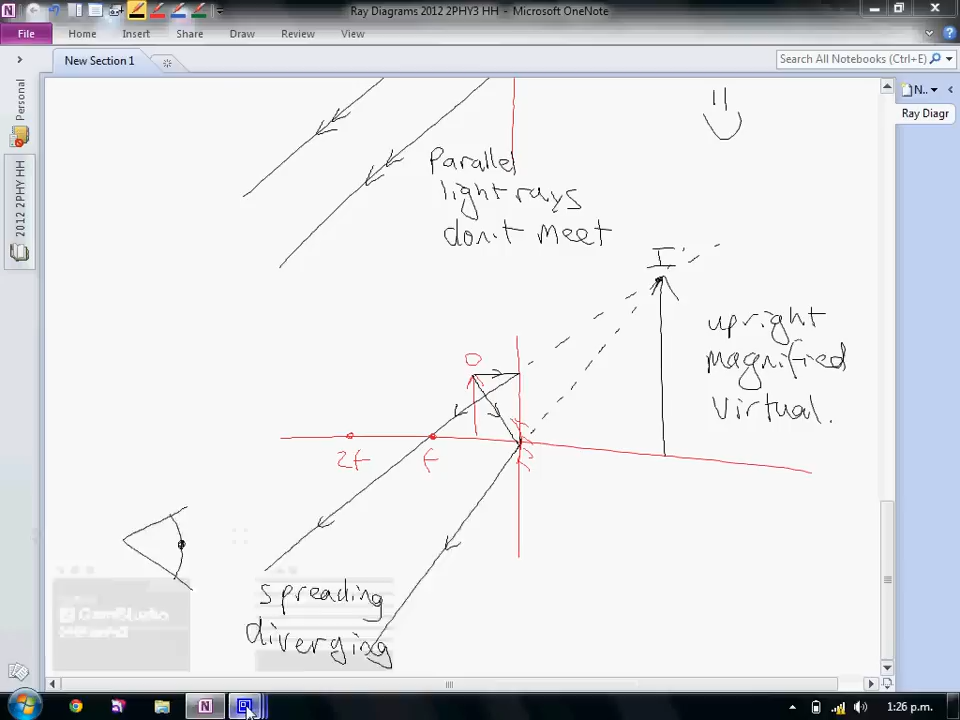 Ray Diagrams 2012 2PHY3 HH - Microsoft OneNote
File Home Insert Share Draw Review View
New Section 1
Search All Notebooks (Ctrl+E)
N..
Ray Diagr
Personal
2012 2PHY HH
Parallel
light rays
don't meet
I
upright
magnified
virtual.
O
2f
f
spreading
diverging
1:26 p.m.